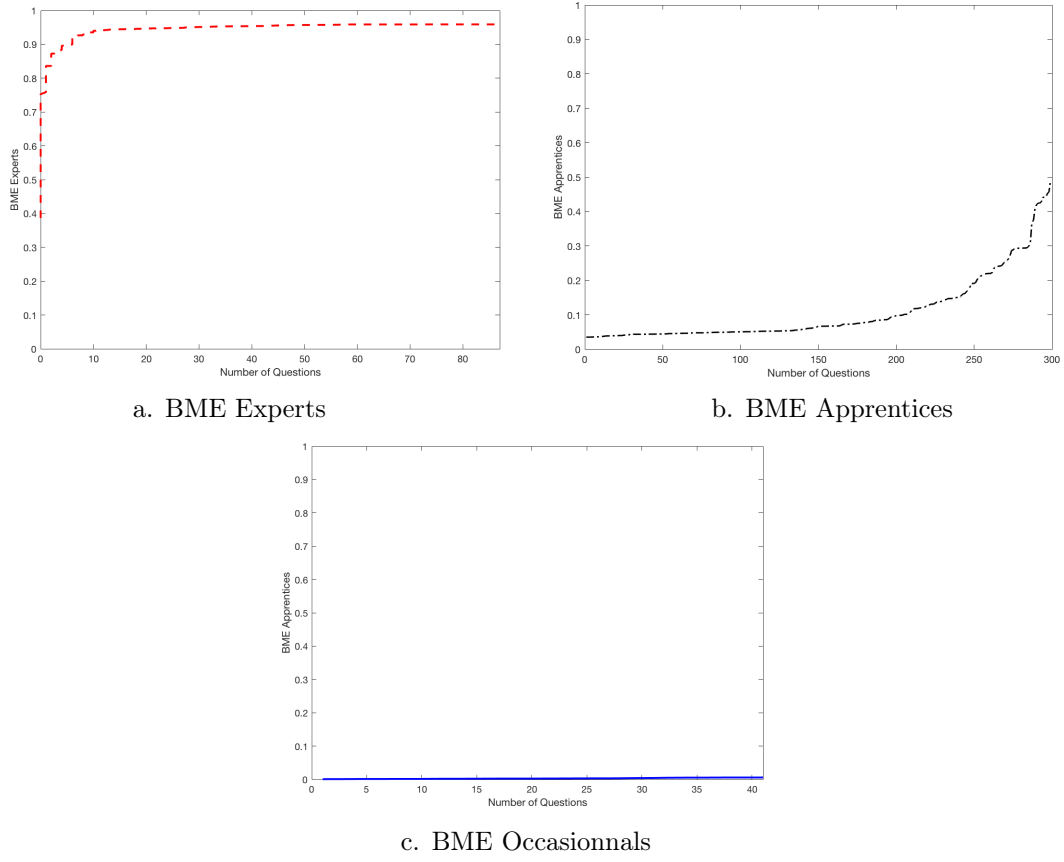 1
0.9
0.8
0.7
0.6
0.5
0.4
0.3
0.2
0.1
0
BME Experts
0 10 20 30 40 50 60 70 80
Number of Questions
a. BME Experts
1
0.9
0.8
0.7
0.6
0.5
0.4
0.3
0.2
0.1
0
BME Apprentices
0 50 100 150 200 250 300
Number of Questions
b. BME Apprentices
1
0.9
0.8
0.7
0.6
0.5
0.4
0.3
0.2
0.1
0
BME Apprentices
0 5 10 15 20 25 30 35 40
Number of Questions
c. BME Occasionnals